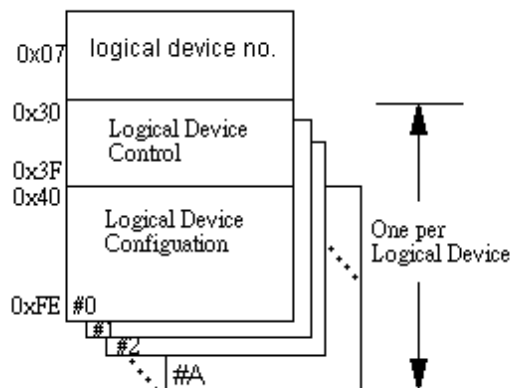 0x07
logical device no.
0x30
Logical Device
Control
0x3F
0x40
Logical Device
Configuation
One per
Logical Device
0xFE
#0
#1
#2
#A